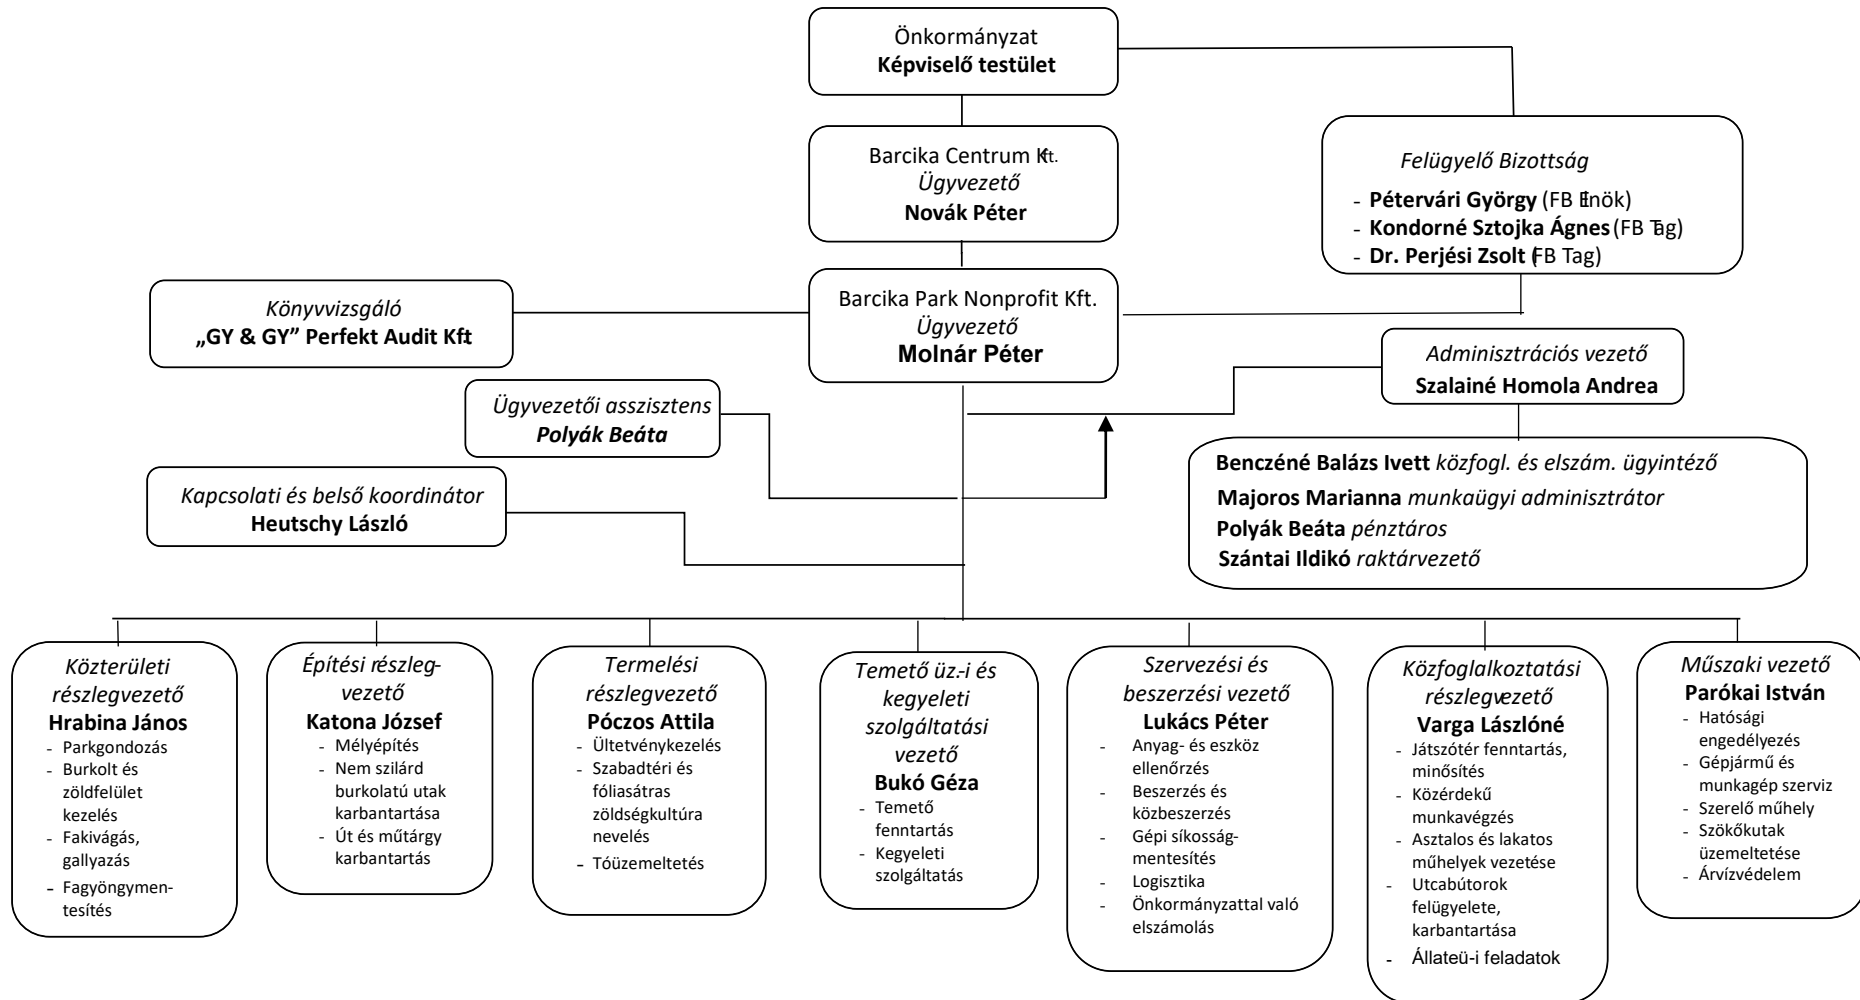 Önkormányzat
Képviselő testület
Barcika Centrum Kft.
Ügyvezető
Novák Péter
Felügyelő Bizottság
- Pétervári György (FB Elnök)
- Kondorné Sztojka Ágnes (FB Tag)
- Dr. Perjési Zsolt (FB Tag)
Könyvvizsgáló
„GY & GY” Perfekt Audit Kft.
Barcika Park Nonprofit Kft.
Ügyvezető
Molnár Péter
Adminisztrációs vezető
Szalainé Homola Andrea
Ügyvezetői asszisztens
Polyák Beáta
Benczéné Balázs Ivett közfogl. és elszám. ügyintéző
Majoros Marianna munkaügyi adminisztrátor
Polyák Beáta pénztáros
Szántai Ildikó raktárvezető
Kapcsolati és belső koordinátor
Heutschy László
Közterületi
részlegvezető
Hrabina János
- Parkgondozás
- Burkolt és
zöldfelület
kezelés
- Fakivágás,
gallyazás
- Fagyöngymen-
tesítés
Építési részleg-
vezető
Katona József
- Mélyépítés
- Nem szilárd
burkolatú utak
karbantartása
- Út és műtárgy
karbantartás
Termelési
részlegvezető
Póczos Attila
- Ültetvénykezelés
- Szabadtéri és
fóliasátras
zöldségkultúra
nevelés
- Tóüzemeltetés
Temető üz.-i és
kegyeleti
szolgáltatási
vezető
Bukó Géza
- Temető
fenntartás
- Kegyeleti
szolgáltatás
Szervezési és
beszerzési vezető
Lukács Péter
- Anyag- és eszköz
ellenőrzés
- Beszerzés és
közbeszerzés
- Gépi síkosság-
mentesítés
- Logisztika
- Önkormányzattal való
elszámolás
Közfoglalkoztatási
részlegvezető
Varga Lászlóné
- Játszótér fenntartás,
minősítés
- Közérdekű
munkavégzés
- Asztalos és lakatos
műhelyek vezetése
- Utcabútorok
felügyelete,
karbantartása
- Állateü-i feladatok
Műszaki vezető
Parókai István
- Hatósági
engedélyezés
- Gépjármű és
munkagép szerviz
- Szerelő műhely
- Szökőkutak
üzemeltetése
- Árvízvédelem